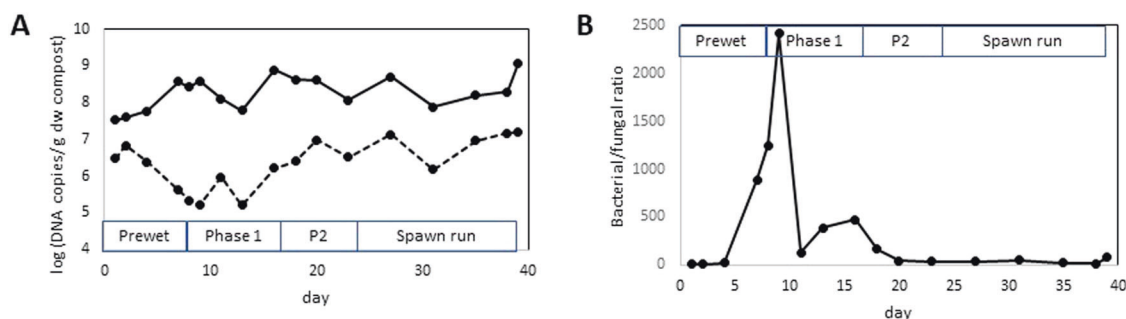 A
log (DNA copies/ g dw compost)
10
9
8
7
6
5
4
Prewet Phase 1 P2 Spawn run
0 10 20 30 40
day
B
Bacterial/fungal ratio
2500
2000
1500
1000
500
0
Prewet Phase 1 P2 Spawn run
0 5 10 15 20 25 30 35 40
day